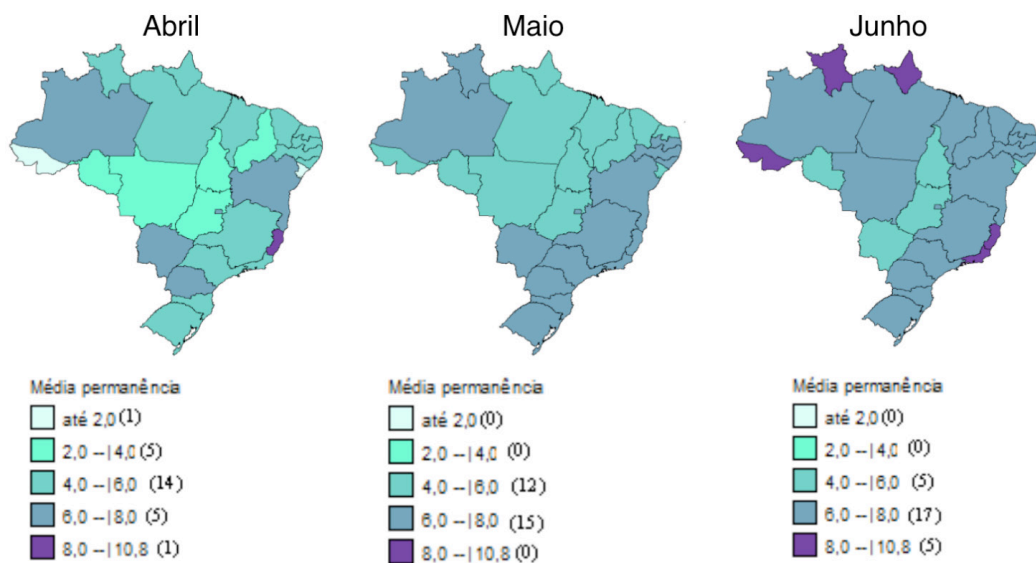 Abril
Maio
Junho
Média permanência
até 2,0 (1)
2,0 --| 4,0 (5)
4,0 --| 6,0 (14)
6,0 --| 8,0 (5)
8,0 --| 10,8 (1)
Média permanência
até 2,0 (0)
2,0 --| 4,0 (0)
4,0 --| 6,0 (12)
6,0 --| 8,0 (15)
8,0 --| 10,8 (0)
Média permanência
até 2,0 (0)
2,0 --| 4,0 (0)
4,0 --| 6,0 (5)
6,0 --| 8,0 (17)
8,0 --| 10,8 (5)